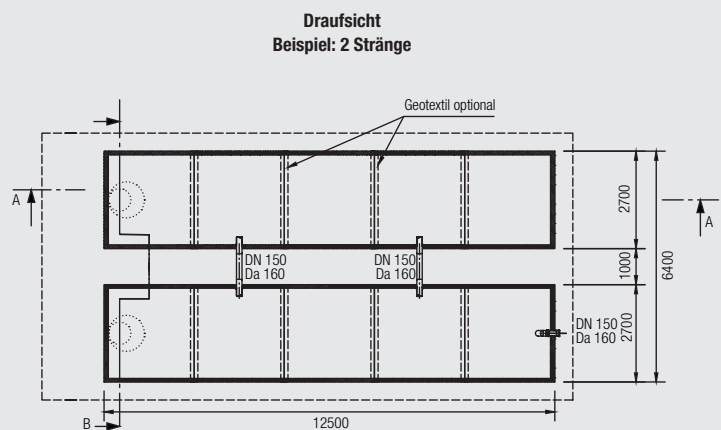 Draufsicht
Beispiel: 2 Stränge
Geotextil optional
A
A
2700
DN 150
Da 160
DN 150
Da 160
1000
6400
DN 150
Da 160
2700
B
12500